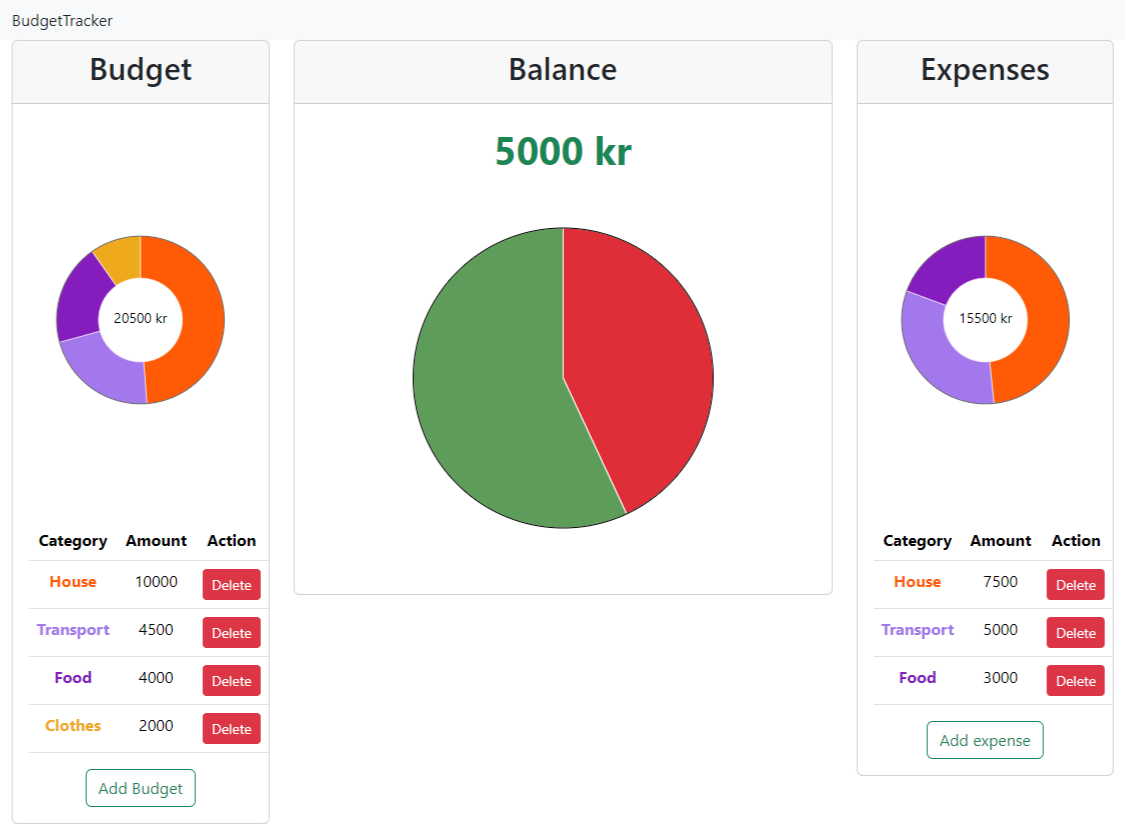 BudgetTracker
Budget
20500 kr
Category Amount Action
House 10000 Delete
Transport 4500 Delete
Food 4000 Delete
Clothes 2000 Delete
Add Budget
Balance
5000 kr
Expenses
15500 kr
Category Amount Action
House 7500 Delete
Transport 5000 Delete
Food 3000 Delete
Add expense